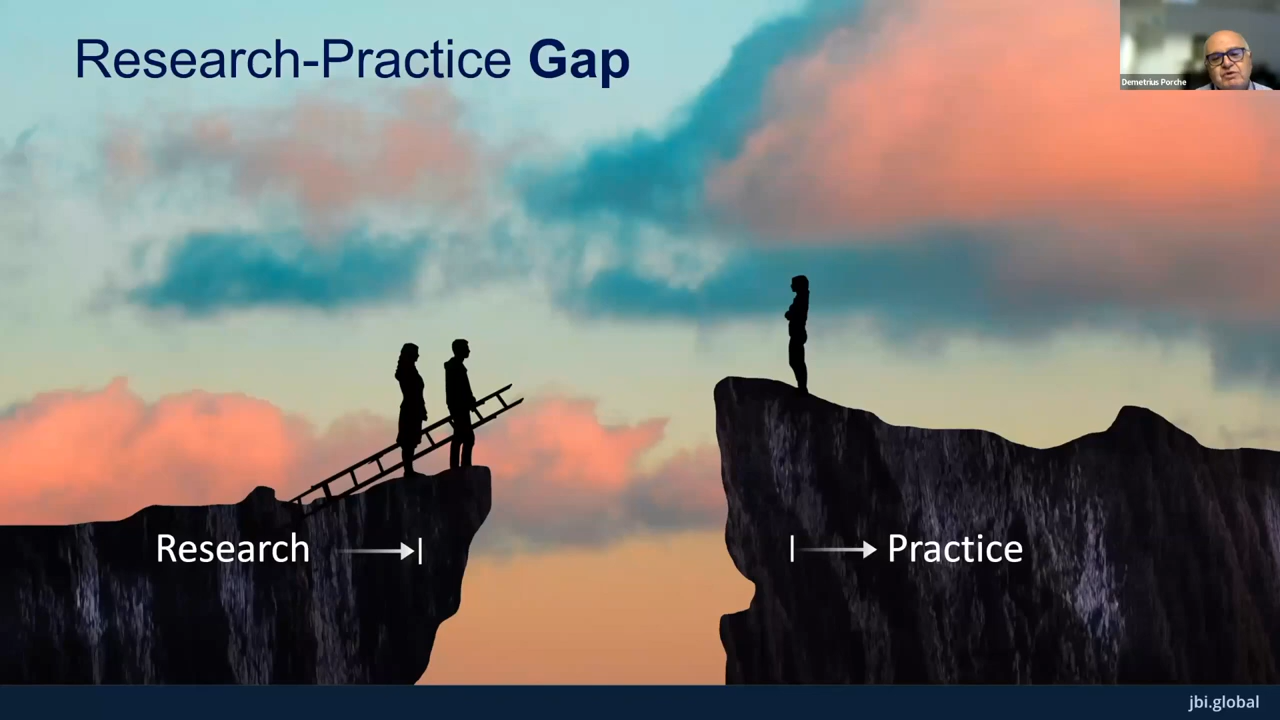 Research-Practice Gap
Demetrius Porche
Research
Practice
jbi.global